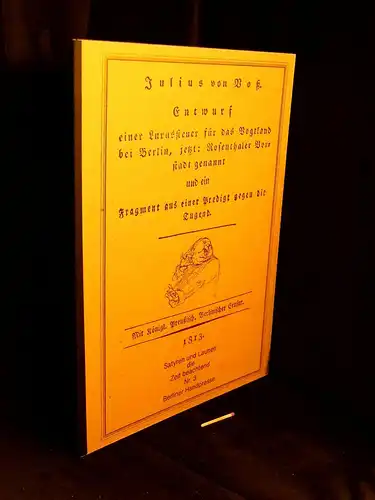 Julius von Voß.
Entwurf
einer Luxussteuer für das Vogtland
bei Berlin, jetzt: Rosenthaler Vor⸗
stadt genannt
und ein
Fragment aus einer Predigt gegen die
Tugend.
Mit Königl. Preußisch. Berlinischer Censur.
1813.
Satyren und Launen
die
Zeit beachtend
Nr. 3
Berliner Handpresse